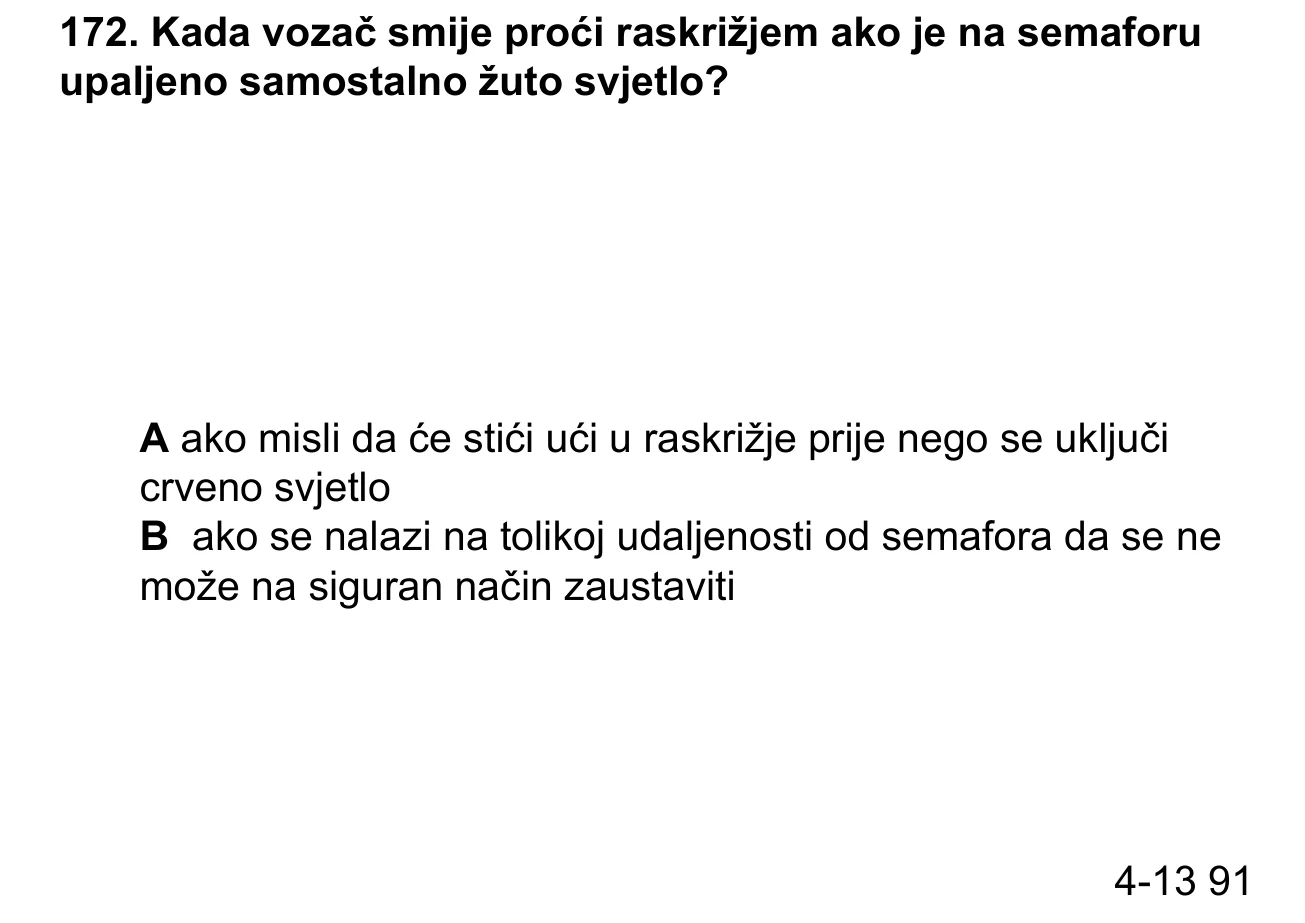 172. Kada vozač smije proći raskrižjem ako je na semaforu
upaljeno samostalno žuto svjetlo?
A ako misli da će stići ući u raskrižje prije nego se uključi
crveno svjetlo
B ako se nalazi na tolikoj udaljenosti od semafora da se ne
može na siguran način zaustaviti
4-13 91